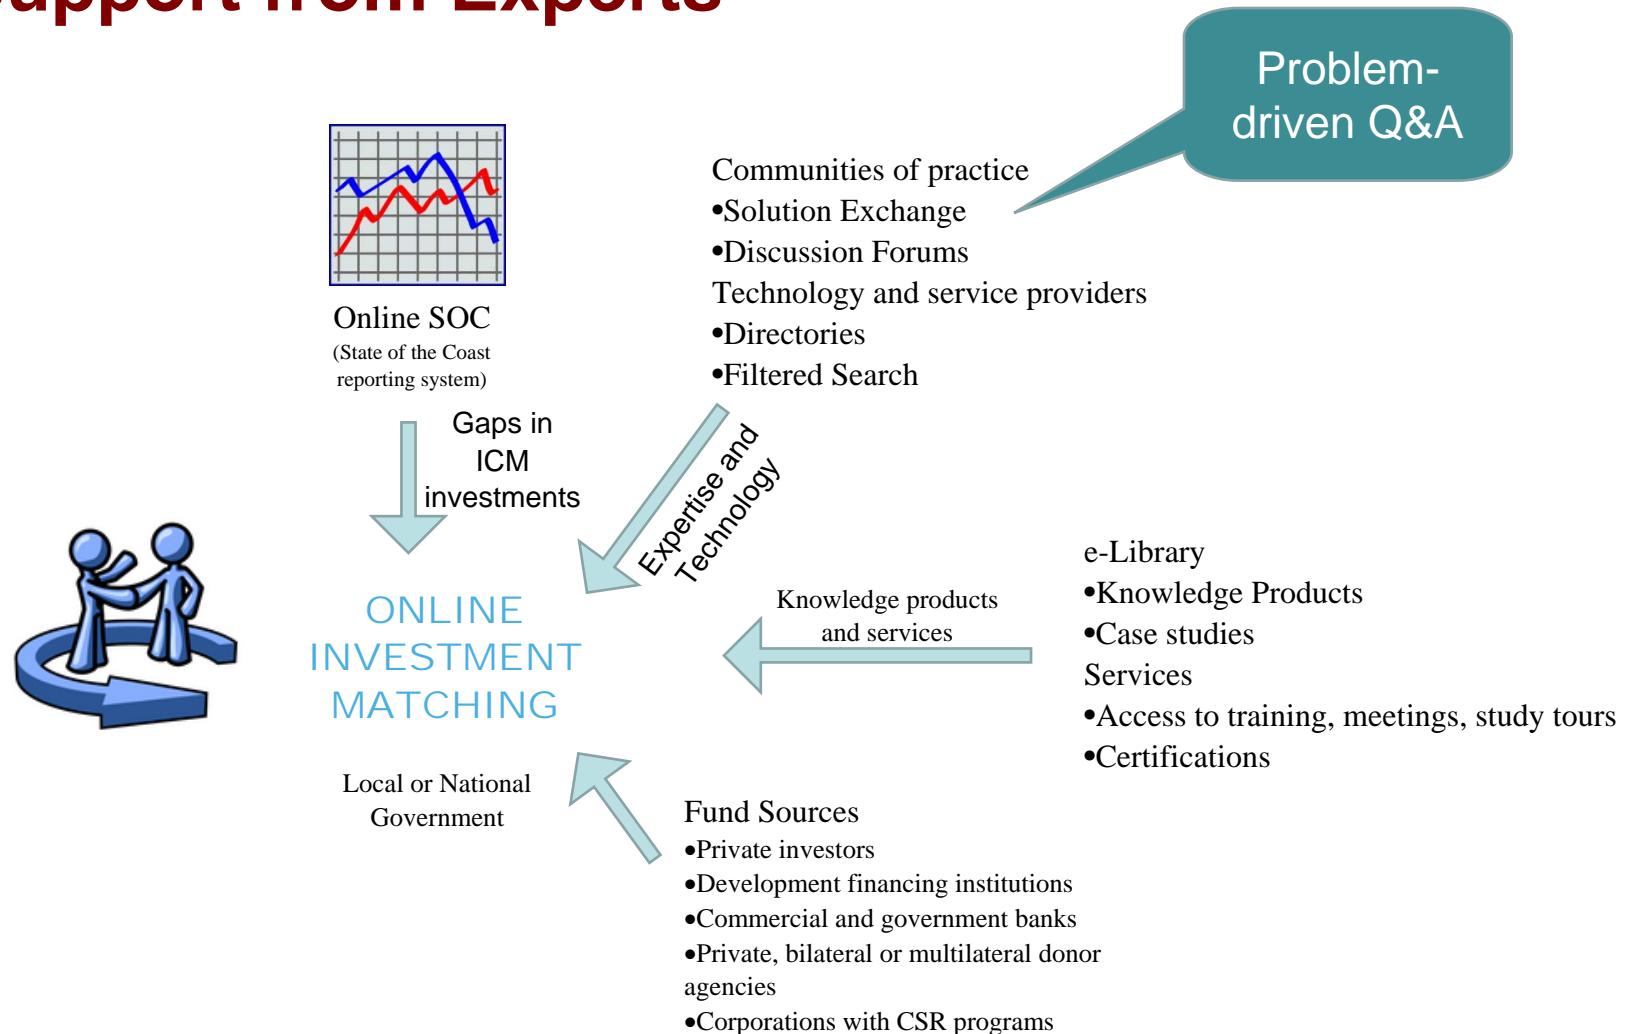 Support from Experts
Problem-
driven Q&A
Communities of practice
•Solution Exchange
•Discussion Forums
Technology and service providers
•Directories
•Filtered Search
Online SOC
(State of the Coast
reporting system)
Gaps in
ICM
investments
Expertise and
Technology
ONLINE
INVESTMENT
MATCHING
Knowledge products
and services
e-Library
•Knowledge Products
•Case studies
Services
•Access to training, meetings, study tours
•Certifications
Local or National
Government
Fund Sources
•Private investors
•Development financing institutions
•Commercial and government banks
•Private, bilateral or multilateral donor
agencies
•Corporations with CSR programs